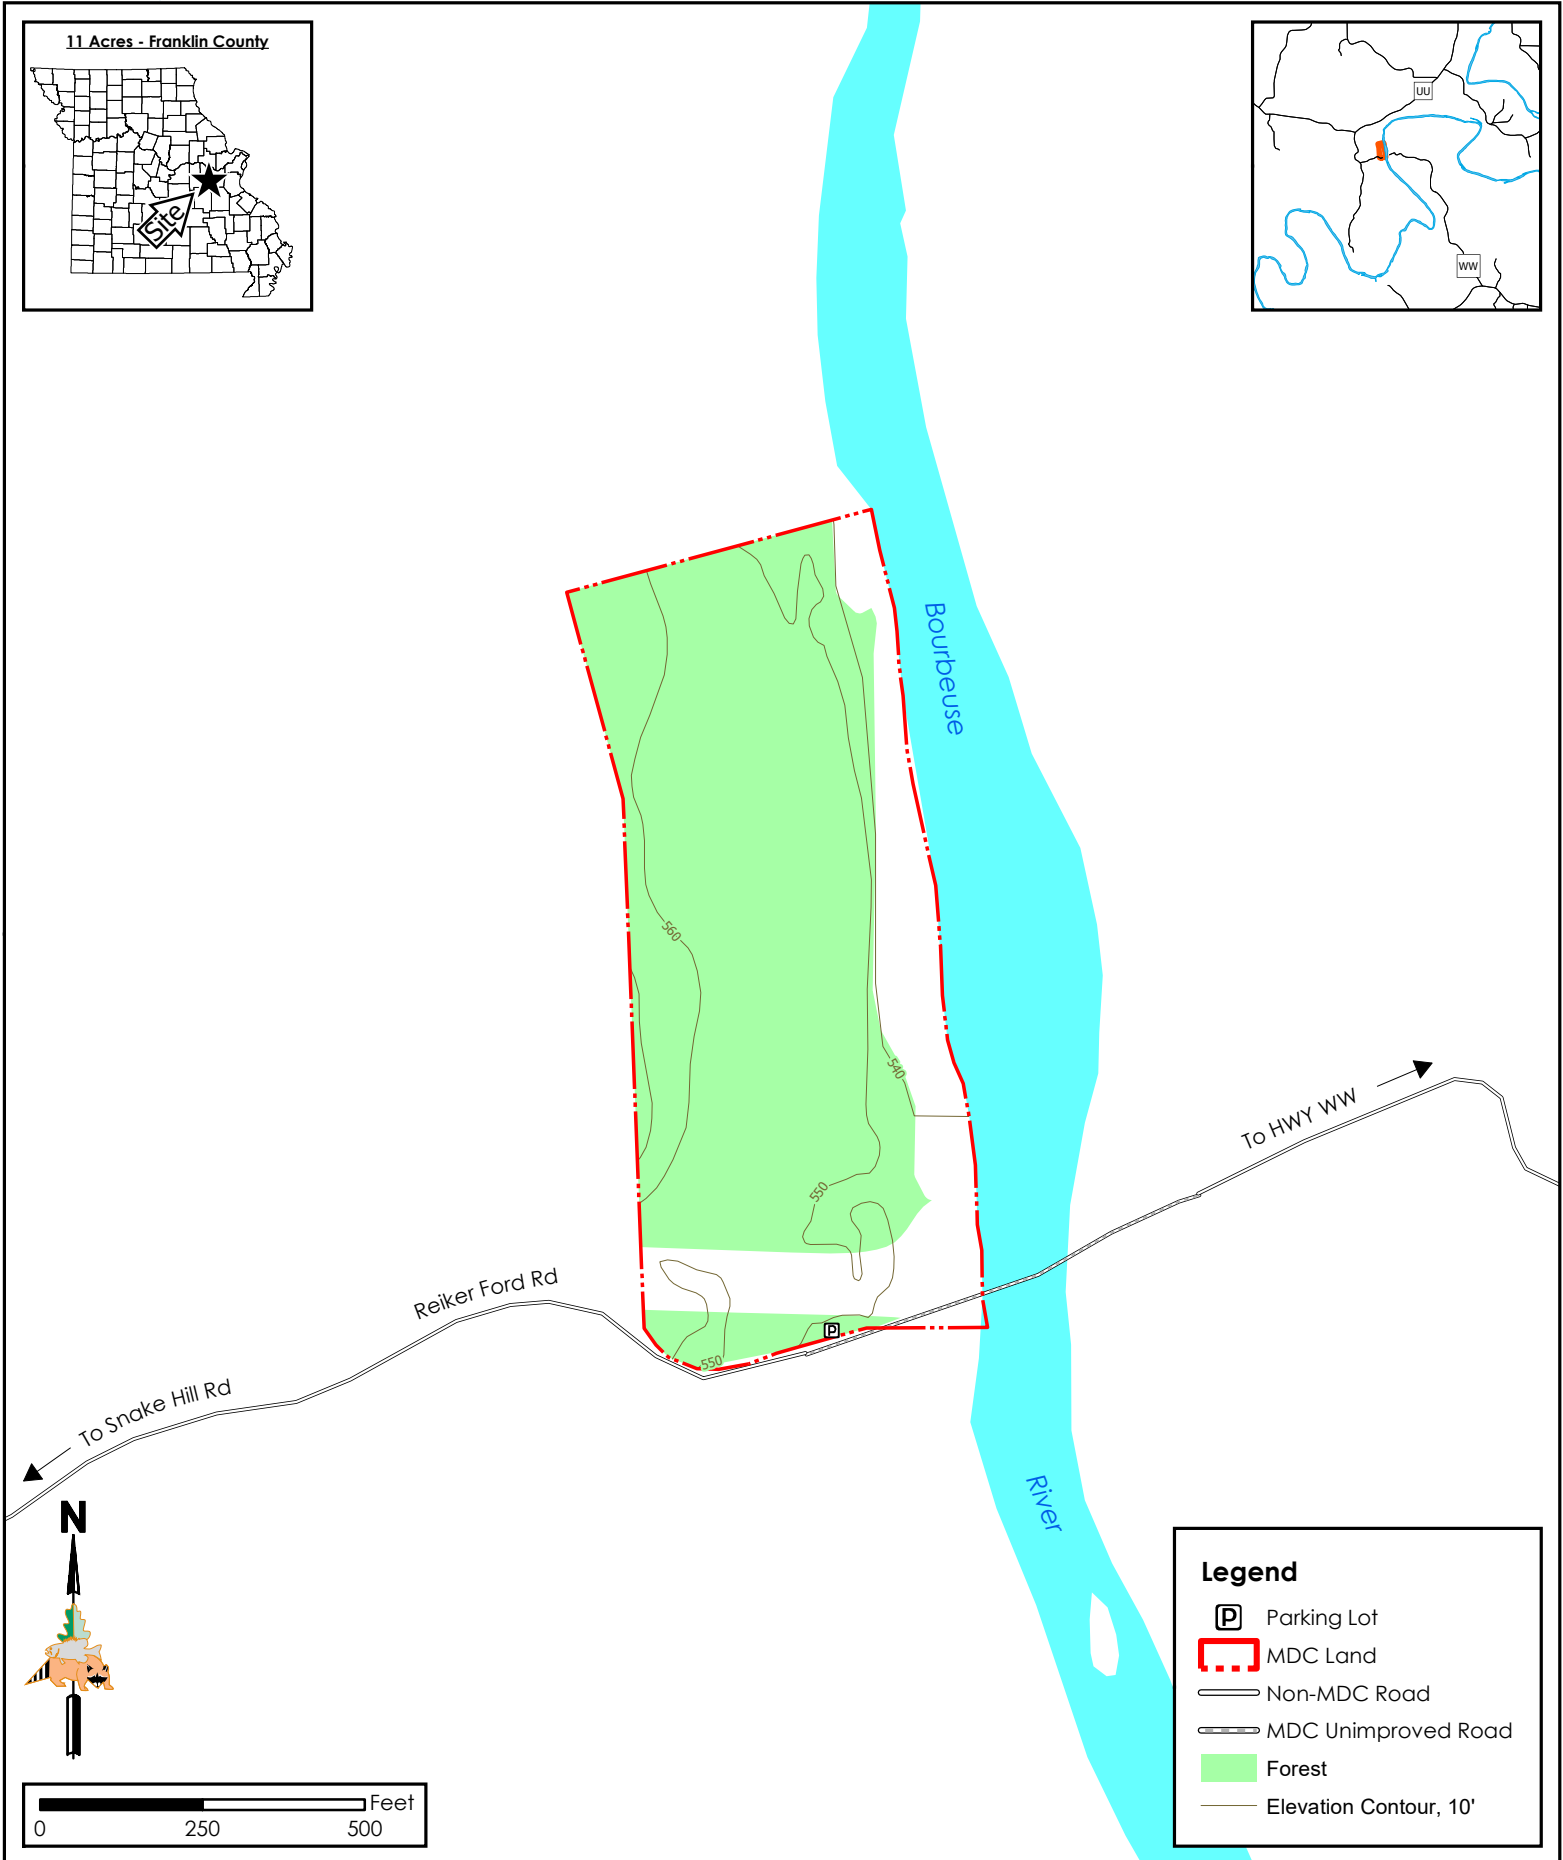 11 Acres - Franklin County
Site
UU
WW
Bourbeuse
560
540
To HWY WW
550
Reiker Ford Rd
P
550
To Snake Hill Rd
River
N
Legend
P Parking Lot
MDC Land
Non-MDC Road
MDC Unimproved Road
Forest
Elevation Contour, 10'
Feet
0 250 500